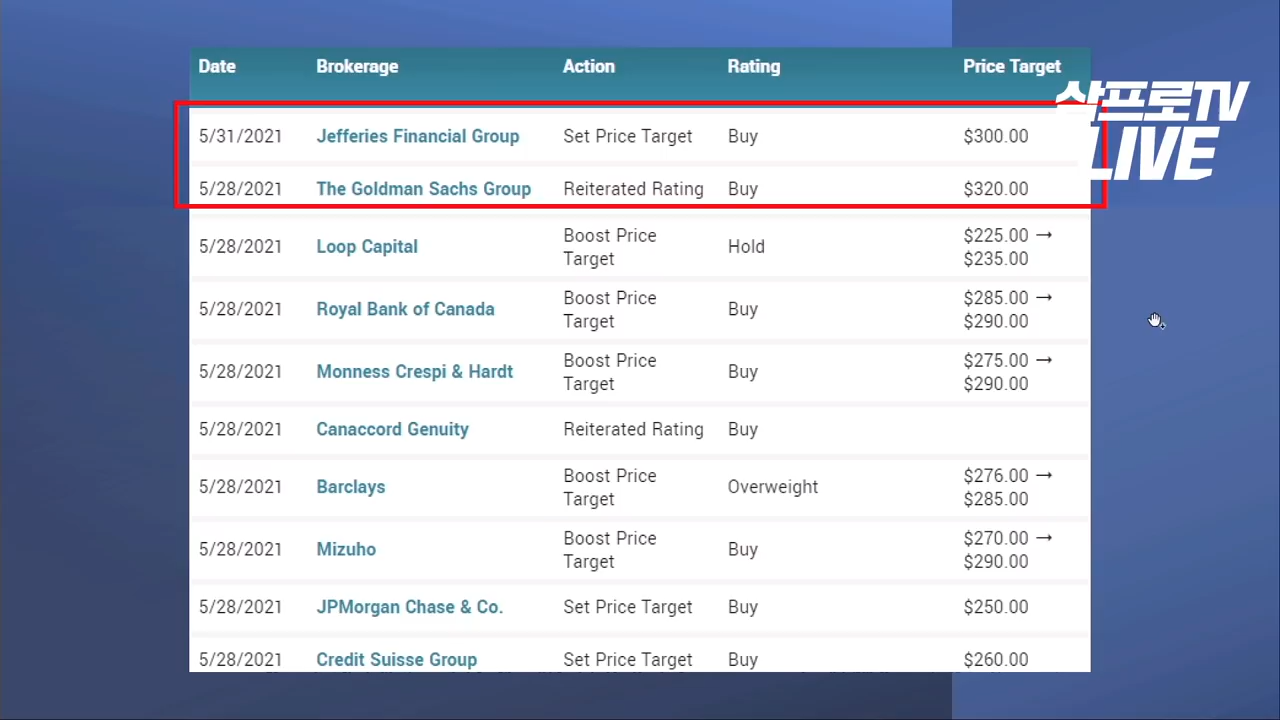 Date Brokerage Action Rating Price Target
삼프로TV
LIVE
5/31/2021 Jefferies Financial Group Set Price Target Buy $300.00
5/28/2021 The Goldman Sachs Group Reiterated Rating Buy $320.00
5/28/2021 Loop Capital Boost Price Target Hold $225.00 → $235.00
5/28/2021 Royal Bank of Canada Boost Price Target Buy $285.00 → $290.00
5/28/2021 Monness Crespi & Hardt Boost Price Target Buy $275.00 → $290.00
5/28/2021 Canaccord Genuity Reiterated Rating Buy
5/28/2021 Barclays Boost Price Target Overweight $276.00 → $285.00
5/28/2021 Mizuho Boost Price Target Buy $270.00 → $290.00
5/28/2021 JPMorgan Chase & Co. Set Price Target Buy $250.00
5/28/2021 Credit Suisse Group Set Price Target Buy $260.00